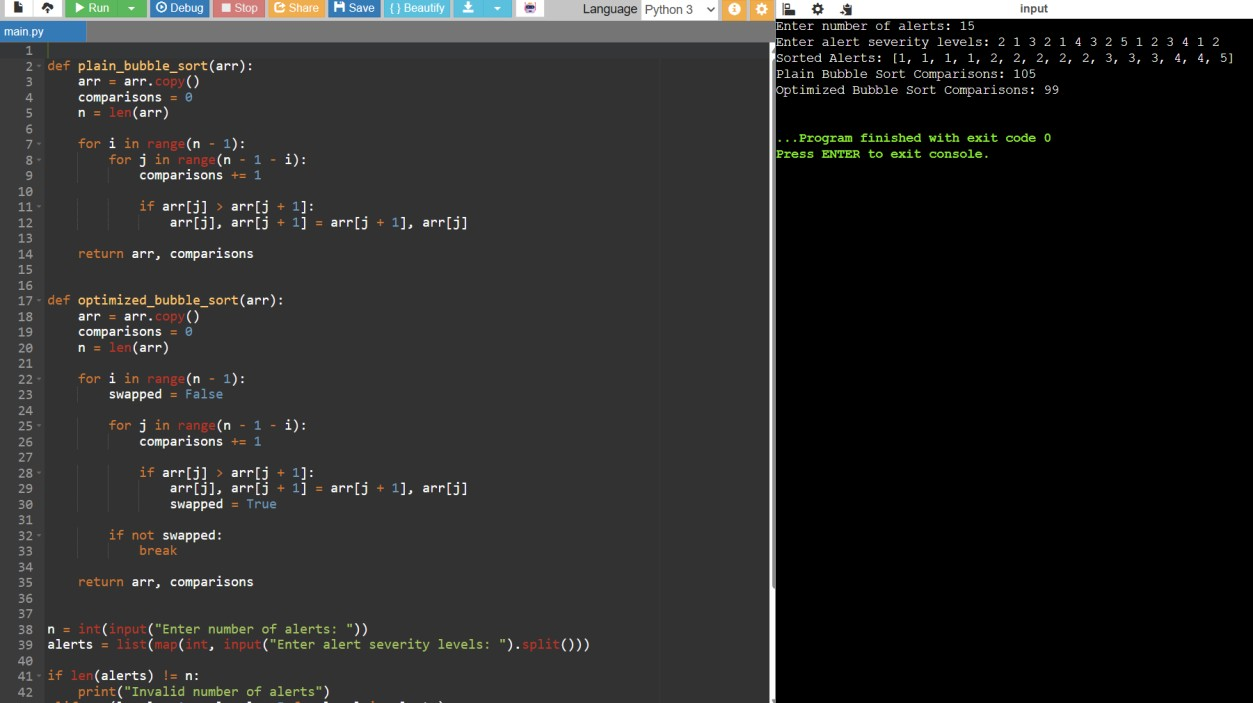 Run Debug Stop Share Save { } Beautify Language Python 3 input
main.py
1
2 def plain_bubble_sort(arr):
3     arr = arr.copy()
4     comparisons = 0
5     n = len(arr)
6
7     for i in range(n - 1):
8         for j in range(n - 1 - i):
9             comparisons += 1
10
11             if arr[j] > arr[j + 1]:
12                 arr[j], arr[j + 1] = arr[j + 1], arr[j]
13
14     return arr, comparisons
15
16
17 def optimized_bubble_sort(arr):
18     arr = arr.copy()
19     comparisons = 0
20     n = len(arr)
21
22     for i in range(n - 1):
23         swapped = False
24
25         for j in range(n - 1 - i):
26             comparisons += 1
27
28             if arr[j] > arr[j + 1]:
29                 arr[j], arr[j + 1] = arr[j + 1], arr[j]
30                 swapped = True
31
32         if not swapped:
33             break
34
35     return arr, comparisons
36
37
38 n = int(input("Enter number of alerts: "))
39 alerts = list(map(int, input("Enter alert severity levels: ").split()))
40
41 if len(alerts) != n:
42     print("Invalid number of alerts")
Enter number of alerts: 15
Enter alert severity levels: 2 1 3 2 1 4 3 2 5 1 2 3 4 1 2
Sorted Alerts: [1, 1, 1, 1, 2, 2, 2, 2, 2, 3, 3, 3, 4, 4, 5]
Plain Bubble Sort Comparisons: 105
Optimized Bubble Sort Comparisons: 99
...Program finished with exit code 0
Press ENTER to exit console.